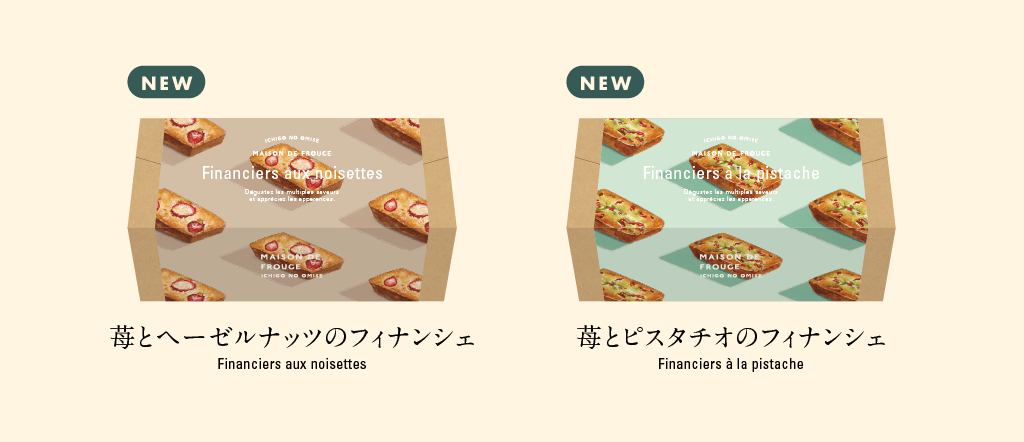 NEW
ICHIGO NO OMISE
MAISON DE FROUGE
Financiers aux noisettes
Dégustez les multiples saveurs
et appréciez les apparences.
MAISON DE
FROUGE
ICHIGO NO OMISE
苺とヘーゼルナッツのフィナンシェ
Financiers aux noisettes
NEW
ICHIGO NO OMISE
MAISON DE FROUGE
Financiers à la pistache
Dégustez les multiples saveurs
et appréciez les apparences.
MAISON DE
FROUGE
ICHIGO NO OMISE
苺とピスタチオのフィナンシェ
Financiers à la pistache